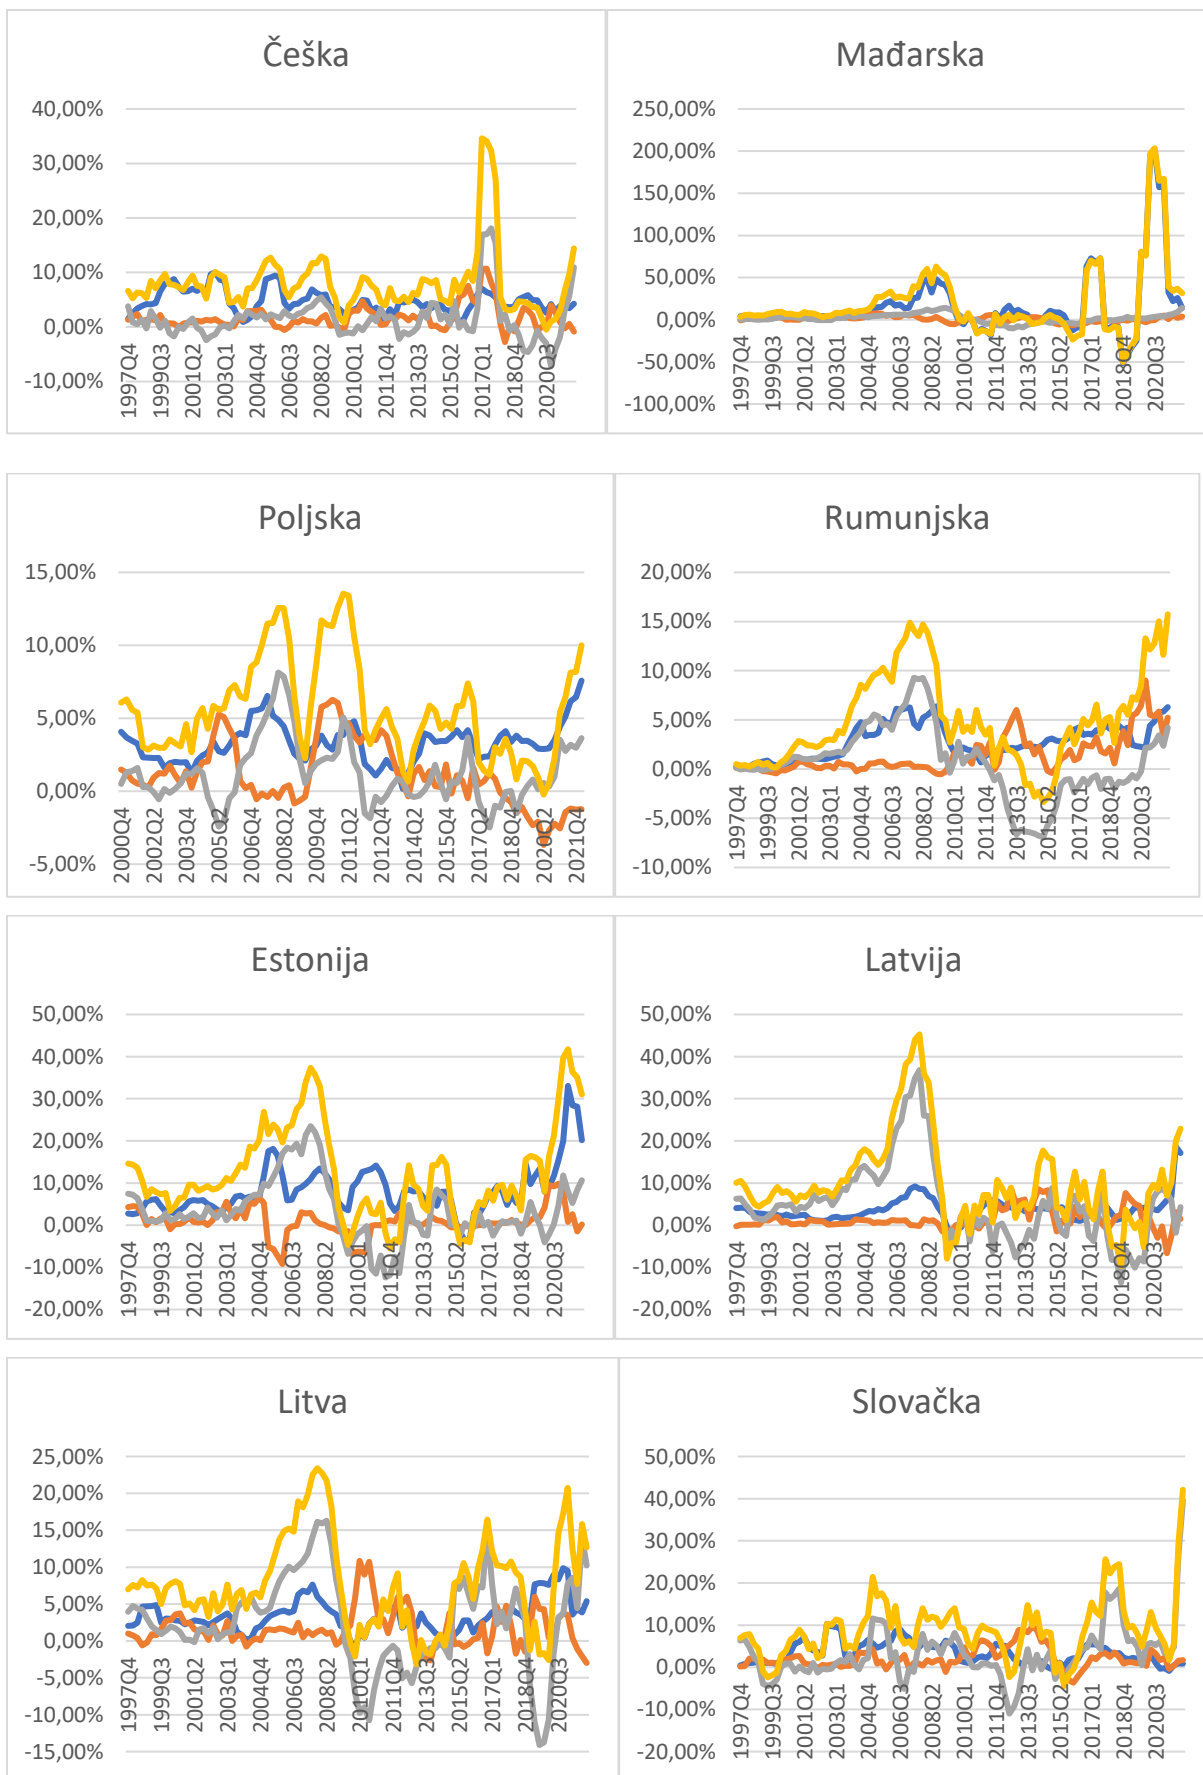 Češka
40,00%
30,00%
20,00%
10,00%
0,00%
-10,00%
1997Q4
1999Q3
2001Q2
2003Q1
2004Q4
2006Q3
2008Q2
2010Q1
2011Q4
2013Q3
2015Q2
2017Q1
2018Q4
2020Q3
Mađarska
250,00%
200,00%
150,00%
100,00%
50,00%
0,00%
-50,00%
-100,00%
1997Q4
1999Q3
2001Q2
2003Q1
2004Q4
2006Q3
2008Q2
2010Q1
2011Q4
2013Q3
2015Q2
2017Q1
2018Q4
2020Q3
Poljska
15,00%
10,00%
5,00%
0,00%
-5,00%
2000Q4
2002Q2
2003Q4
2005Q2
2006Q4
2008Q2
2009Q4
2011Q2
2012Q4
2014Q2
2015Q4
2017Q2
2018Q4
2020Q2
2021Q4
Rumunjska
20,00%
15,00%
10,00%
5,00%
0,00%
-5,00%
-10,00%
1997Q4
1999Q3
2001Q2
2003Q1
2004Q4
2006Q3
2008Q2
2010Q1
2011Q4
2013Q3
2015Q2
2016Q1
2018Q4
2020Q3
Estonija
50,00%
40,00%
30,00%
20,00%
10,00%
0,00%
-10,00%
-20,00%
1997Q4
1999Q3
2001Q2
2003Q1
2004Q4
2006Q3
2008Q2
2010Q1
2011Q4
2013Q3
2015Q2
2017Q1
2018Q4
2020Q3
Latvija
50,00%
40,00%
30,00%
20,00%
10,00%
0,00%
-10,00%
-20,00%
1997Q4
1999Q3
2001Q2
2003Q1
2004Q4
2006Q3
2008Q2
2010Q1
2011Q4
2013Q3
2015Q2
2017Q1
2018Q4
2020Q3
Litva
25,00%
20,00%
15,00%
10,00%
5,00%
0,00%
-5,00%
-10,00%
-15,00%
1997Q4
1999Q3
2001Q2
2003Q1
2004Q4
2006Q3
2008Q2
2010Q1
2011Q4
2013Q3
2015Q2
2017Q1
2018Q4
2020Q3
Slovačka
50,00%
40,00%
30,00%
20,00%
10,00%
0,00%
-10,00%
-20,00%
1997Q4
1999Q3
2001Q2
2003Q1
2004Q4
2006Q3
2008Q2
2010Q1
2011Q4
2013Q3
2015Q2
2017Q1
2018Q4
2020Q3